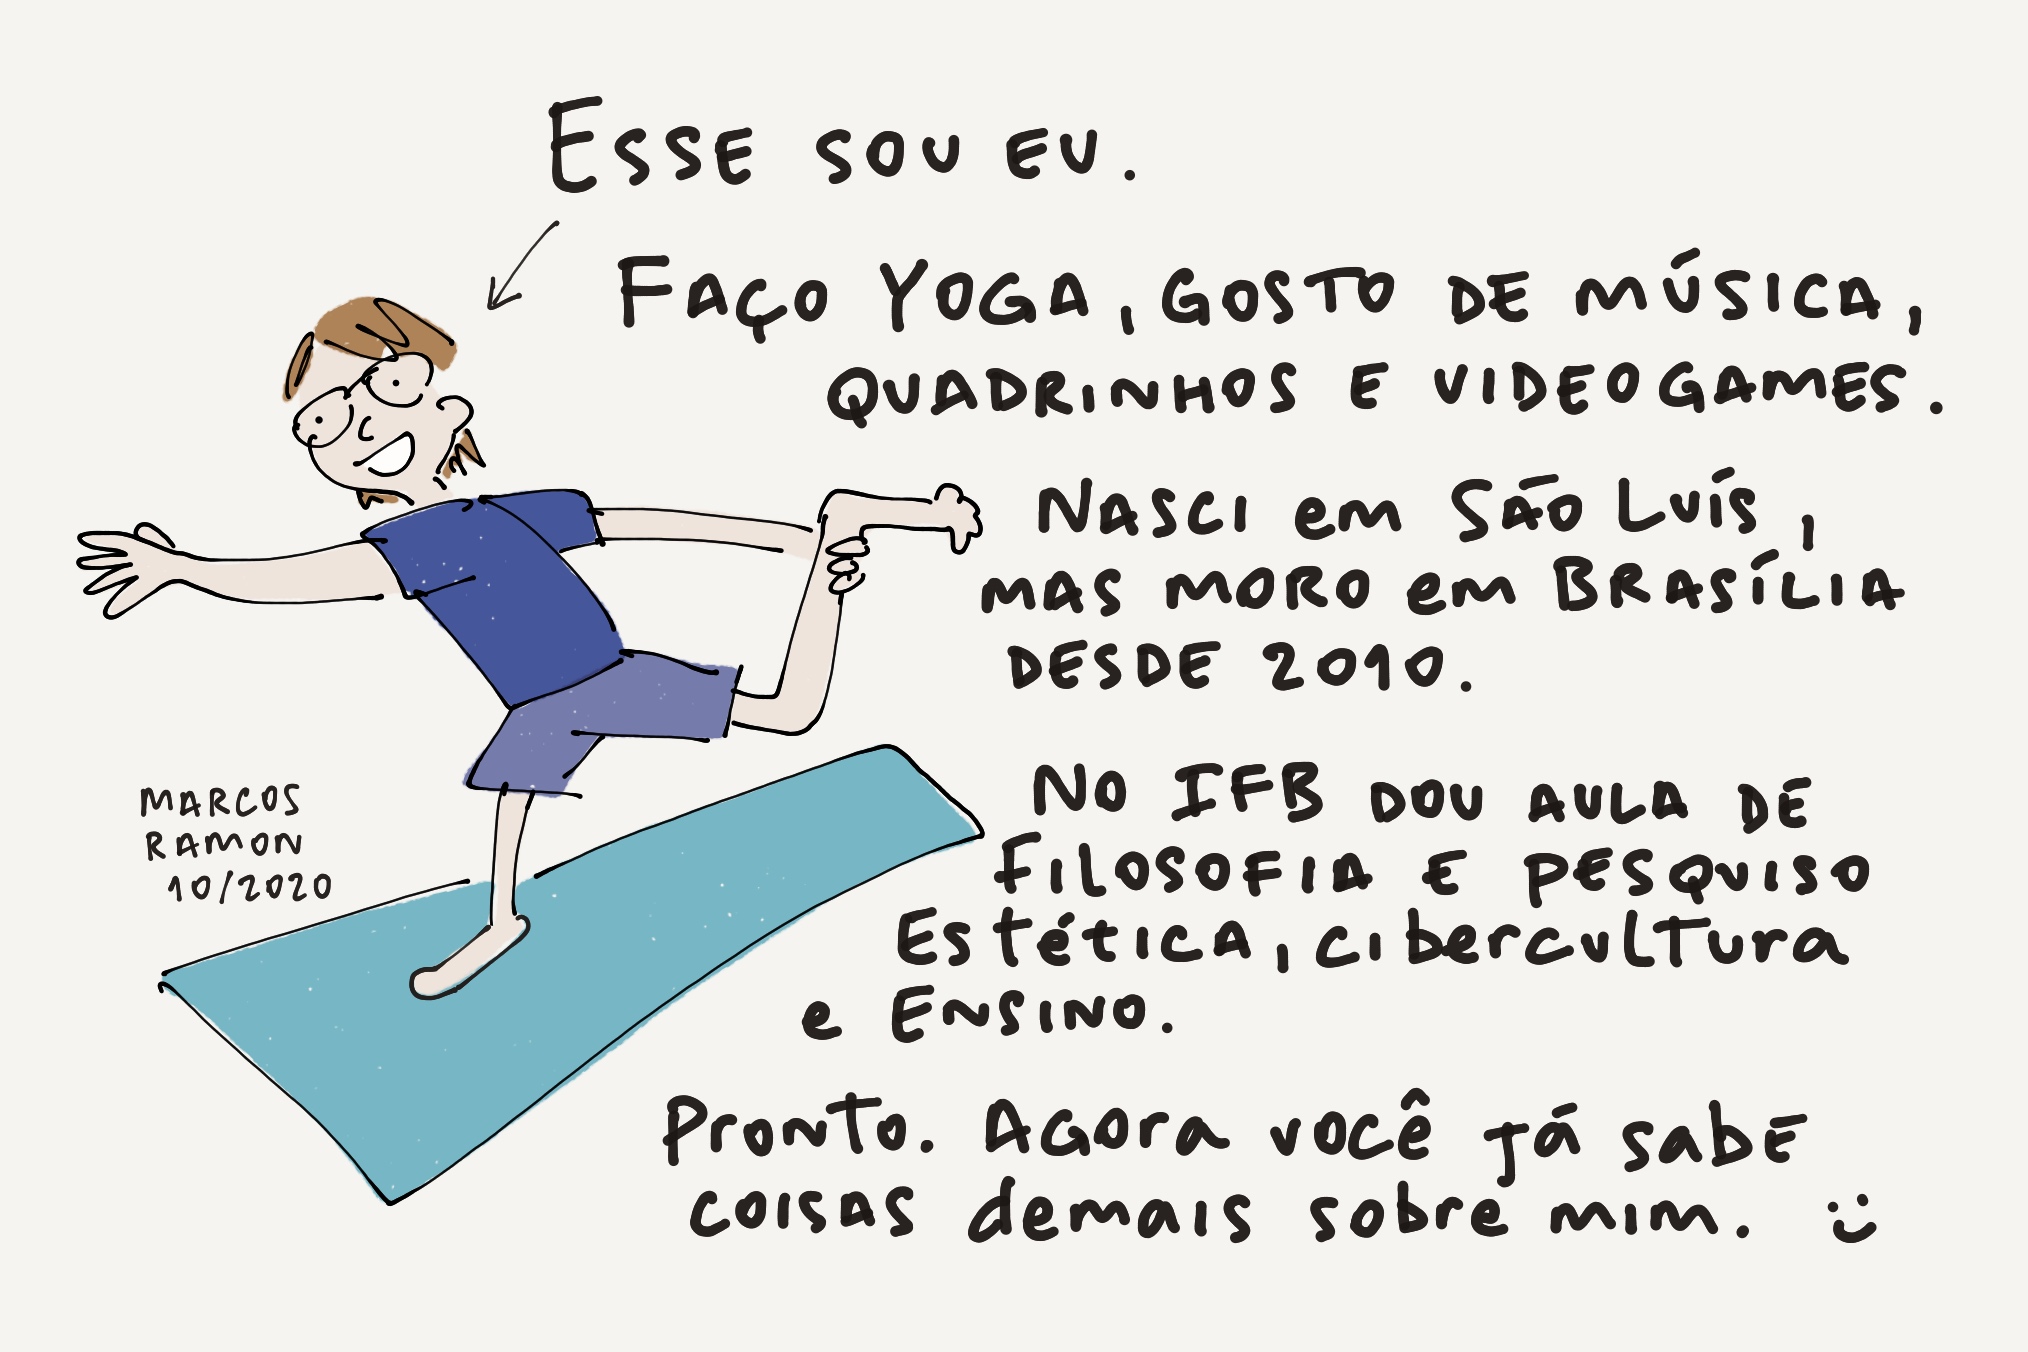 Esse sou eu.
Faço Yoga, gosto de música,
quadrinhos e videogames.
Nasci em São Luís,
mas moro em Brasília
desde 2010.
No IFB dou aula de
Filosofia e pesquiso
Estética, cibercultura
e Ensino.
Pronto. Agora você já sabe
coisas demais sobre mim. :)
Marcos
Ramon
10/2020